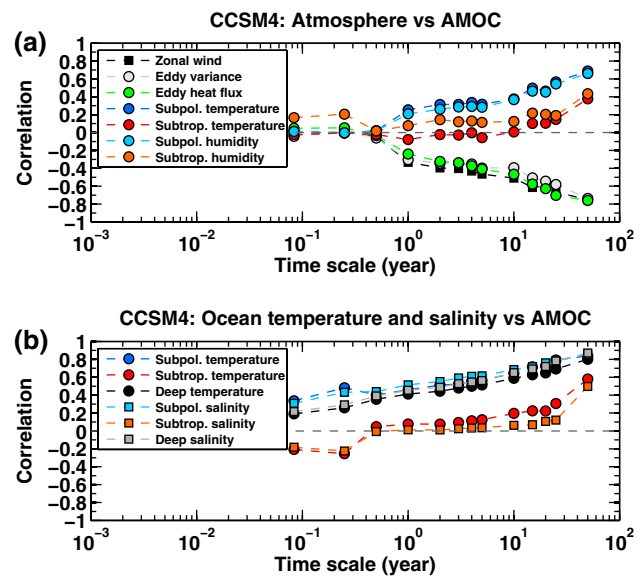 (a)
CCSM4: Atmosphere vs AMOC
1
0.8
0.6
0.4
0.2
0
−0.2
−0.4
−0.6
−0.8
−1
Correlation
Zonal wind
Eddy variance
Eddy heat flux
Subpol. temperature
Subtrop. temperature
Subpol. humidity
Subtrop. humidity
10−3 10−2 10−1 100 101 102
Time scale (year)
(b)
CCSM4: Ocean temperature and salinity vs AMOC
1
0.8
0.6
0.4
0.2
0
−0.2
−0.4
−0.6
−0.8
−1
Correlation
Subpol. temperature
Subtrop. temperature
Deep temperature
Subpol. salinity
Subtrop. salinity
Deep salinity
10−3 10−2 10−1 100 101 102
Time scale (year)